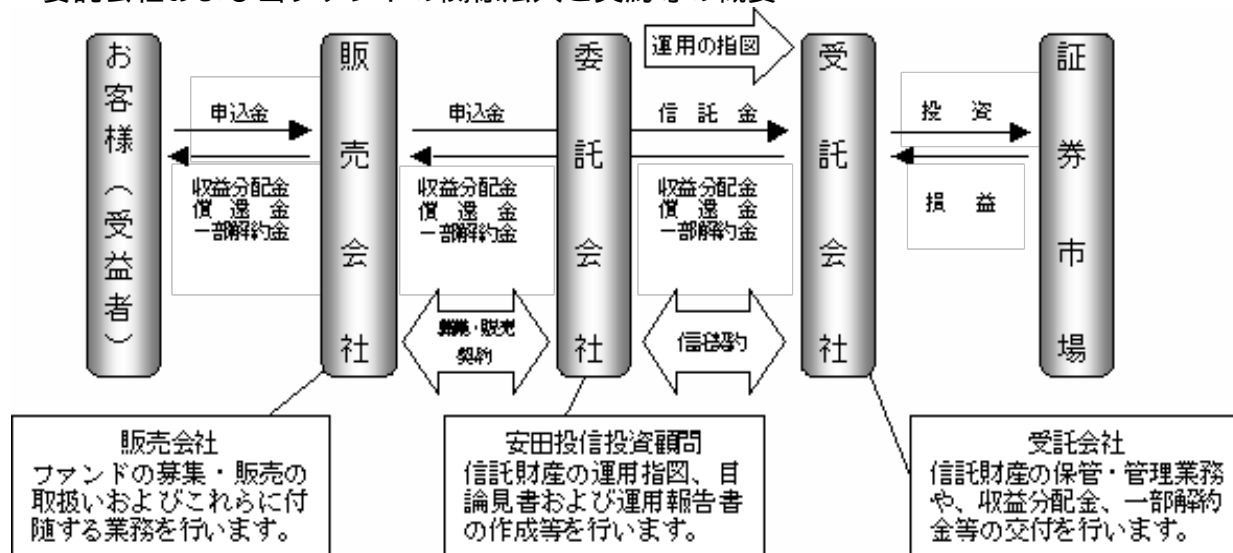 お客様（受益者）
販売会社
委託会社
受託会社
証券市場
運用の指図
申込金
申込金
信託金
投資
収益分配金
償還金
一部解約金
収益分配金
償還金
一部解約金
収益分配金
償還金
一部解約金
損益
・販売
契約
販売会社
ファンドの募集・販売の
取扱いおよびこれらに付
随する業務を行います。
安田投信投資顧問
信託財産の運用指図、目
論見書および運用報告書
の作成等を行います。
受託会社
信託財産の保管・管理業務
や、収益分配金、一部解約
金等の交付を行います。